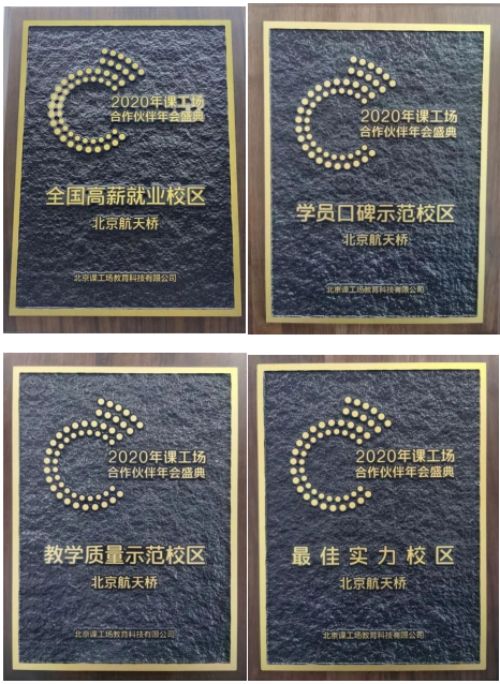 2020年课工场
合作伙伴年会盛典
全国高薪就业校区
北京航天桥
北京课工场教育科技有限公司
2020年课工场
合作伙伴年会盛典
学员口碑示范校区
北京航天桥
北京课工场教育科技有限公司
2020年课工场
合作伙伴年会盛典
教学质量示范校区
北京航天桥
北京课工场教育科技有限公司
2020年课工场
合作伙伴年会盛典
最佳实力校区
北京航天桥
北京课工场教育科技有限公司